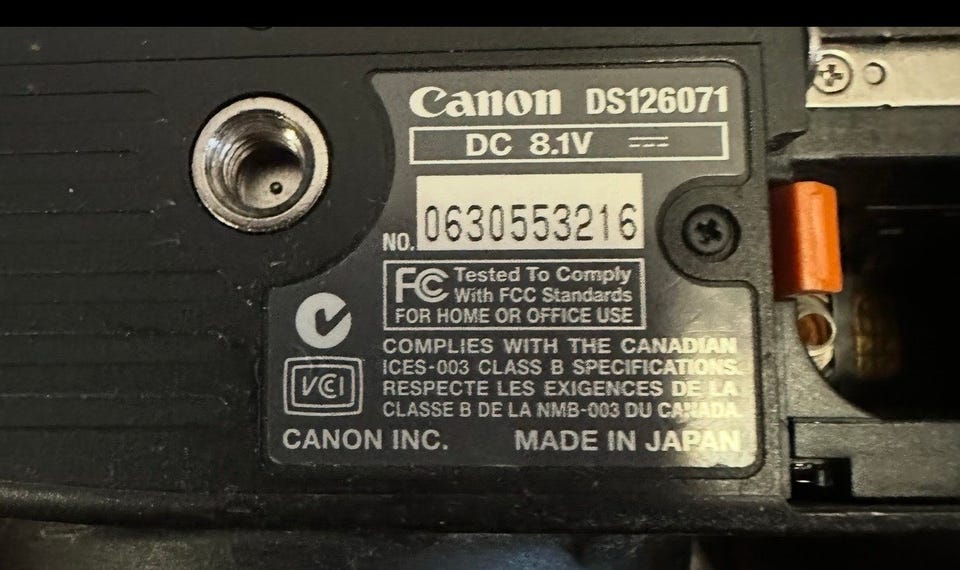 Canon DS126071
DC 8.1V
NO. 0630553216
FC Tested To Comply
With FCC Standards
FOR HOME OR OFFICE USE
COMPLIES WITH THE CANADIAN
ICES-003 CLASS B SPECIFICATIONS.
RESPECTE LES EXIGENCES DE LA
CLASSE B DE LA NMB-003 DU CANADA.
VCI
CANON INC. MADE IN JAPAN